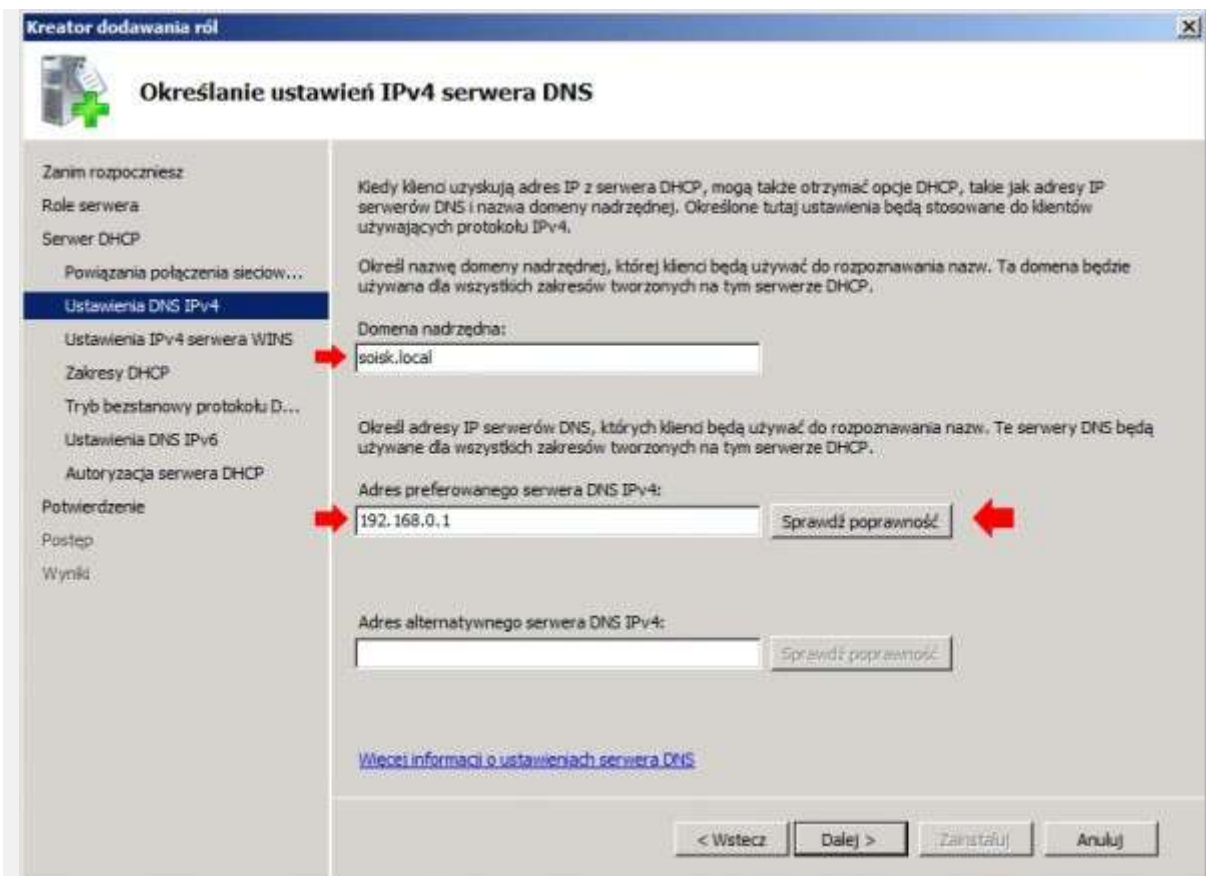 Kreator dodawania ról
Określanie ustawień IPv4 serwera DNS
Zanim rozpoczniesz
Role serwera
Serwer DHCP
Powiązania połączenia sieciow...
Ustawienia DNS IPv4
Ustawienia IPv4 serwera WINS
Zakresy DHCP
Tryb bezstanowy protokołu D...
Ustawienia DNS IPv6
Autoryzacja serwera DHCP
Potwierdzenie
Postęp
Wyniki
Kiedy klienci uzyskują adres IP z serwera DHCP, mogą także otrzymać opcje DHCP, takie jak adresy IP
serwerów DNS i nazwa domeny nadrzędnej. Określone tutaj ustawienia będą stosowane do klientów
używających protokołu IPv4.
Określ nazwę domeny nadrzędnej, której klienci będą używać do rozpoznawania nazw. Ta domena będzie
używana dla wszystkich zakresów tworzonych na tym serwerze DHCP.
Domena nadrzędna:
soisk.local
Określ adresy IP serwerów DNS, których klienci będą używać do rozpoznawania nazw. Te serwery DNS będą
używane dla wszystkich zakresów tworzonych na tym serwerze DHCP.
Adres preferowanego serwera DNS IPv4:
192.168.0.1
Sprawdź poprawność
Adres alternatywnego serwera DNS IPv4:
Sprawdź poprawność
Więcej informacji o ustawieniach serwera DNS
< Wstecz
Dalej >
Zainstaluj
Anuluj